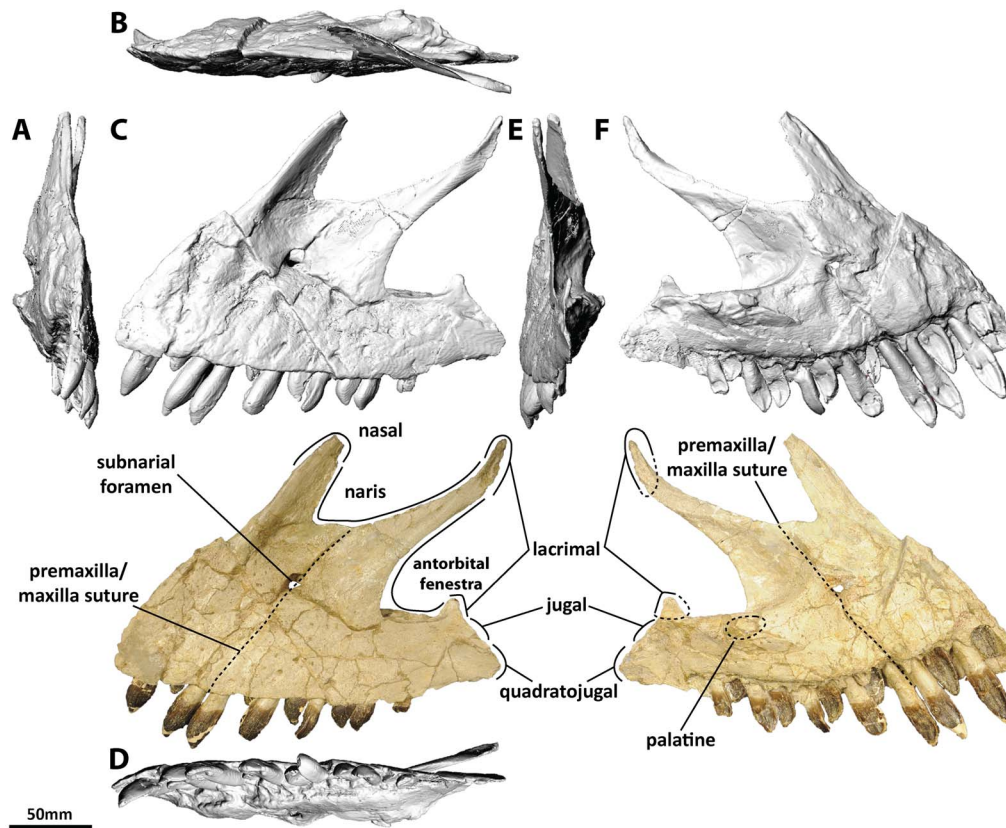 B
A
C
E
F
nasal
subnarial
foramen
naris
premaxilla/
maxilla suture
antorbital
fenestra
lacrimal
jugal
quadratojugal
premaxilla/
maxilla suture
palatine
D
50mm